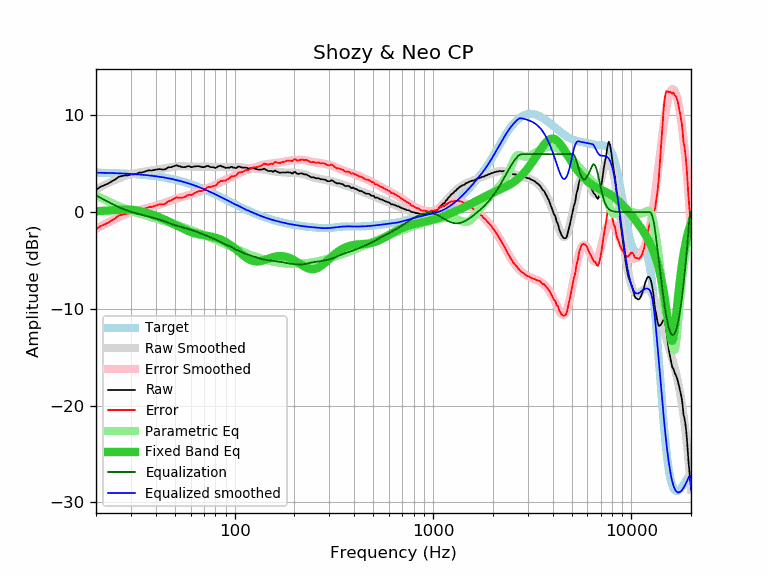 Shozy & Neo CP
10
0
−10
−20
−30
Amplitude (dBr)
Target
Raw Smoothed
Error Smoothed
Raw
Error
Parametric Eq
Fixed Band Eq
Equalization
Equalized smoothed
100
1000
10000
Frequency (Hz)